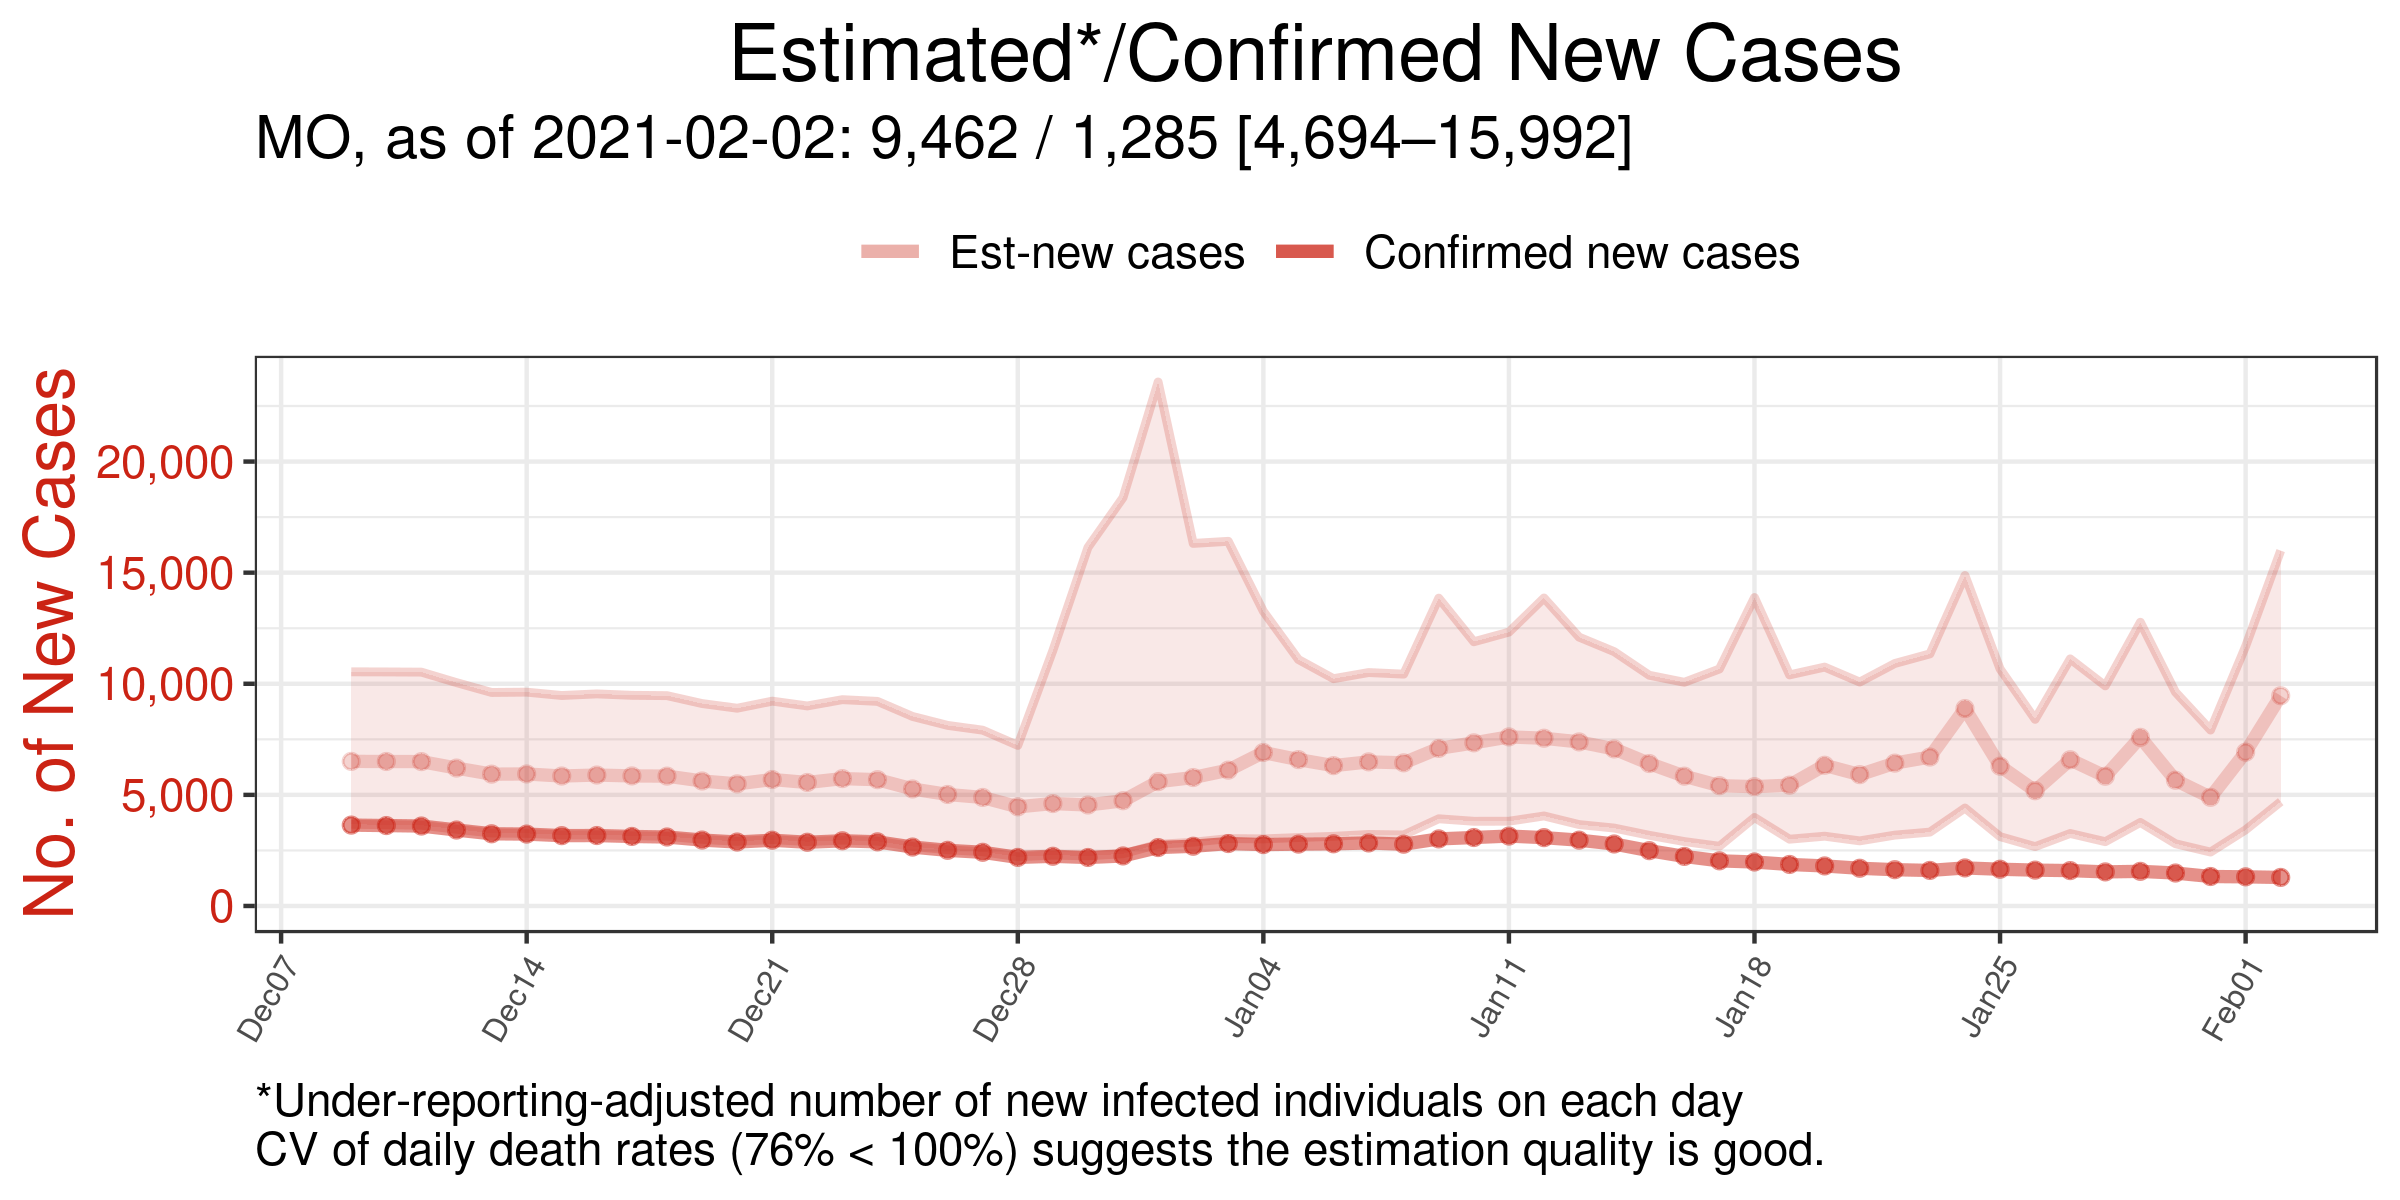 Estimated*/Confirmed New Cases
MO, as of 2021-02-02: 9,462 / 1,285 [4,694–15,992]
Est-new cases
Confirmed new cases
No. of New Cases
20,000
15,000
10,000
5,000
0
Dec07
Dec14
Dec21
Dec28
Jan04
Jan11
Jan18
Jan25
Feb01
*Under-reporting-adjusted number of new infected individuals on each day
CV of daily death rates (76% < 100%) suggests the estimation quality is good.